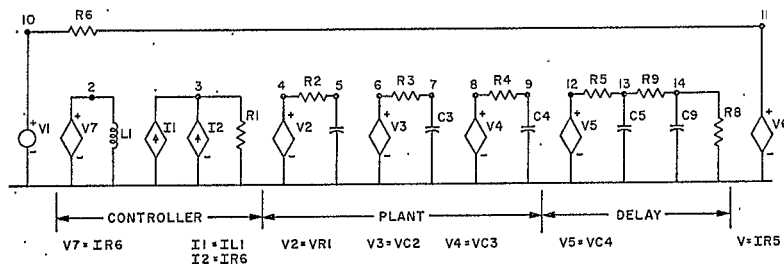 10 R6 11
2 3 4 R2 5 6 R3 7 8 R4 9 12 R5 13 R9 14
V1 + - V7 + - L1 I1 I2 - R1 V2 + - V3 + - C3 V4 + - C4 V5 + - C5 C9 R8 V6 + -
CONTROLLER PLANT DELAY
V7=IR6 I1=IL1 V2=VR1 V3=VC2 V4=VC3 V5=VC4 V=IR5
I2=IR6